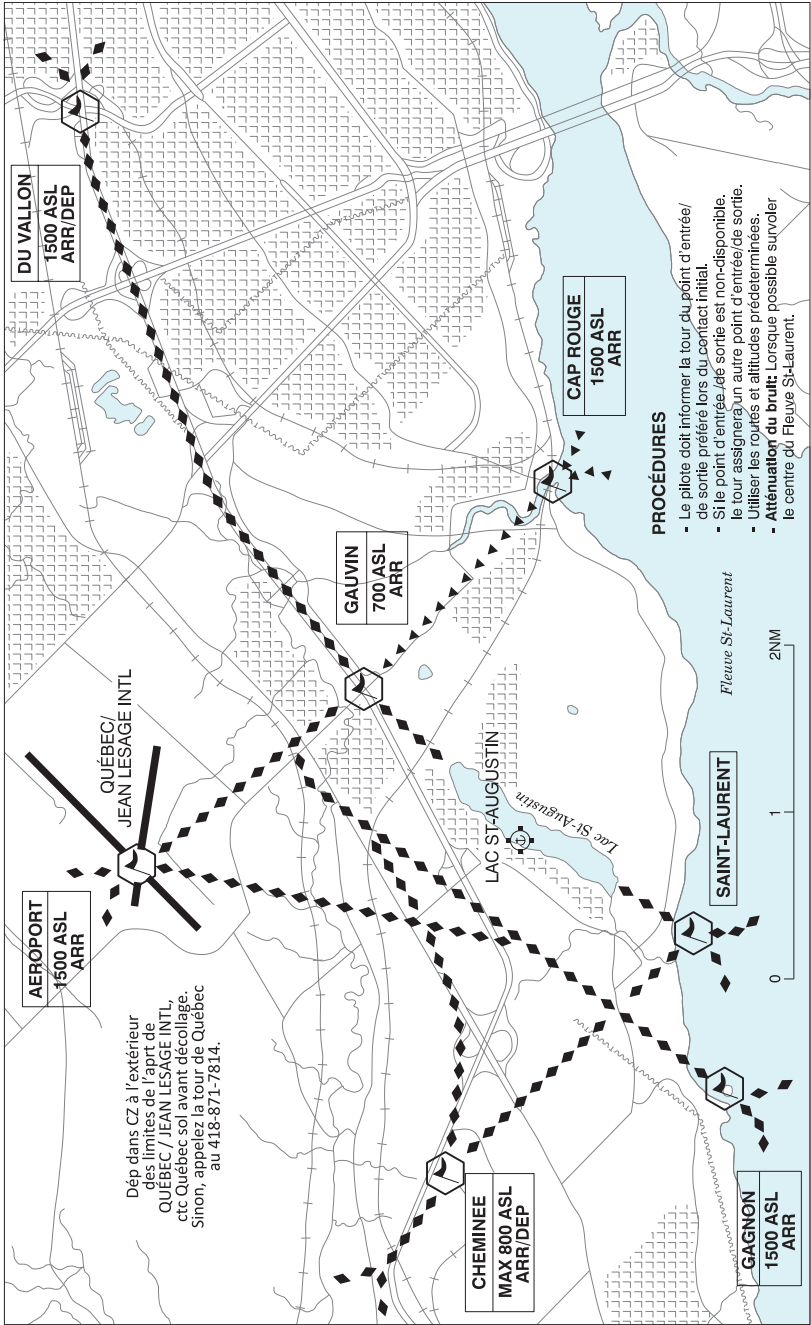 DU VALLON
1500 ASL
ARR/DEP
QUÉBEC/
JEAN LESAGE INTL
AEROPORT
1500 ASL
ARR
Dép dans CZ à l'extérieur
des limites de l'aprt de
QUÉBEC / JEAN LESAGE INTL,
ctc Québec sol avant décollage.
Sinon, appelez la tour de Québec
au 418-871-7814.
GAUVIN
700 ASL
ARR
CAP ROUGE
1500 ASL
ARR
LAC ST-AUGUSTIN
Lac St-Augustin
CHEMINEE
MAX 800 ASL
ARR/DEP
SAINT-LAURENT
GAGNON
1500 ASL
ARR
Fleuve St-Laurent
PROCÉDURES
- Le pilote doit informer la tour du point d'entrée/
de sortie préféré lors du contact initial.
- Si le point d'entrée /de sortie est non-disponible.
le tour assignera un autre point d'entrée/de sortie.
- Utiliser les routes et altitudes prédeterminées.
- Atténuation du bruit: Lorsque possible survoler
le centre du Fleuve St-Laurent.
0 1 2NM